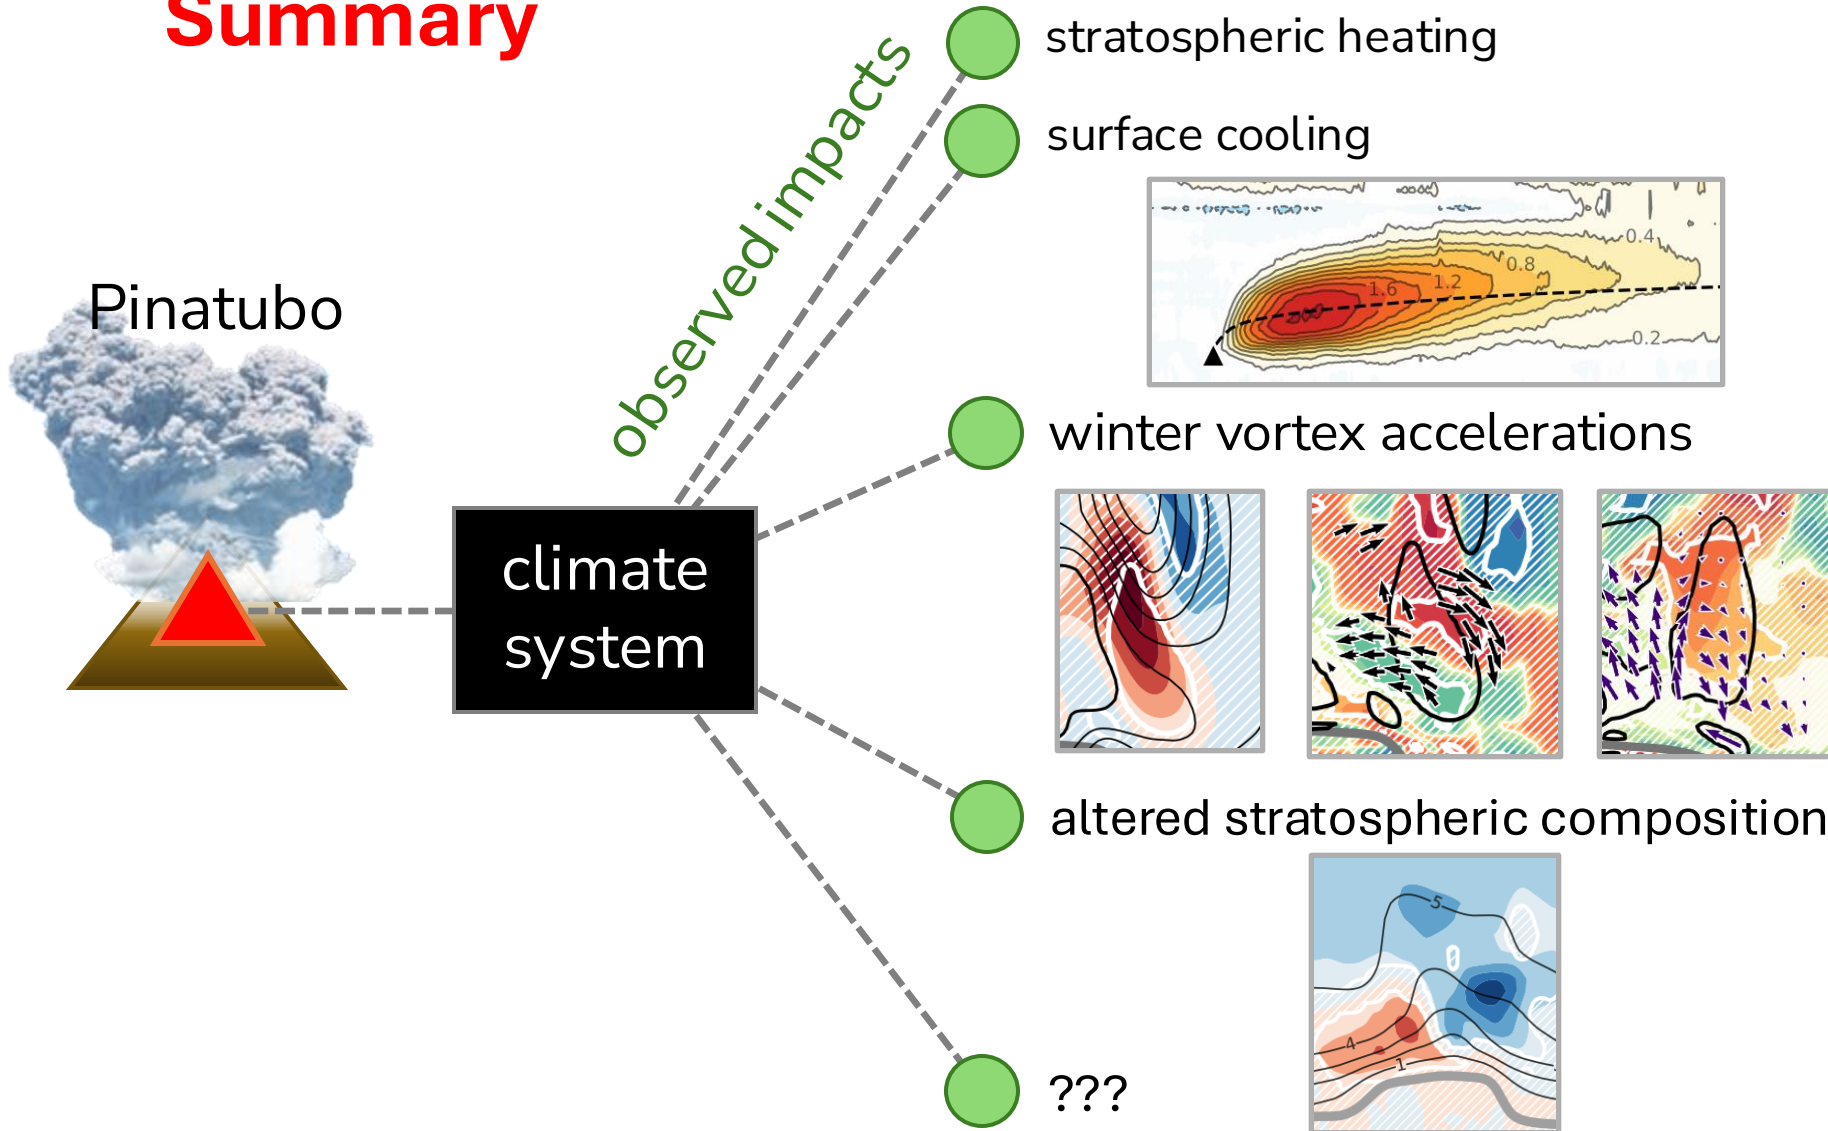 Summary
stratospheric heating
observed impacts
surface cooling
0.4
0.8
1.2
1.6
0.2
Pinatubo
winter vortex accelerations
climate
system
altered stratospheric composition
5
4
1
???